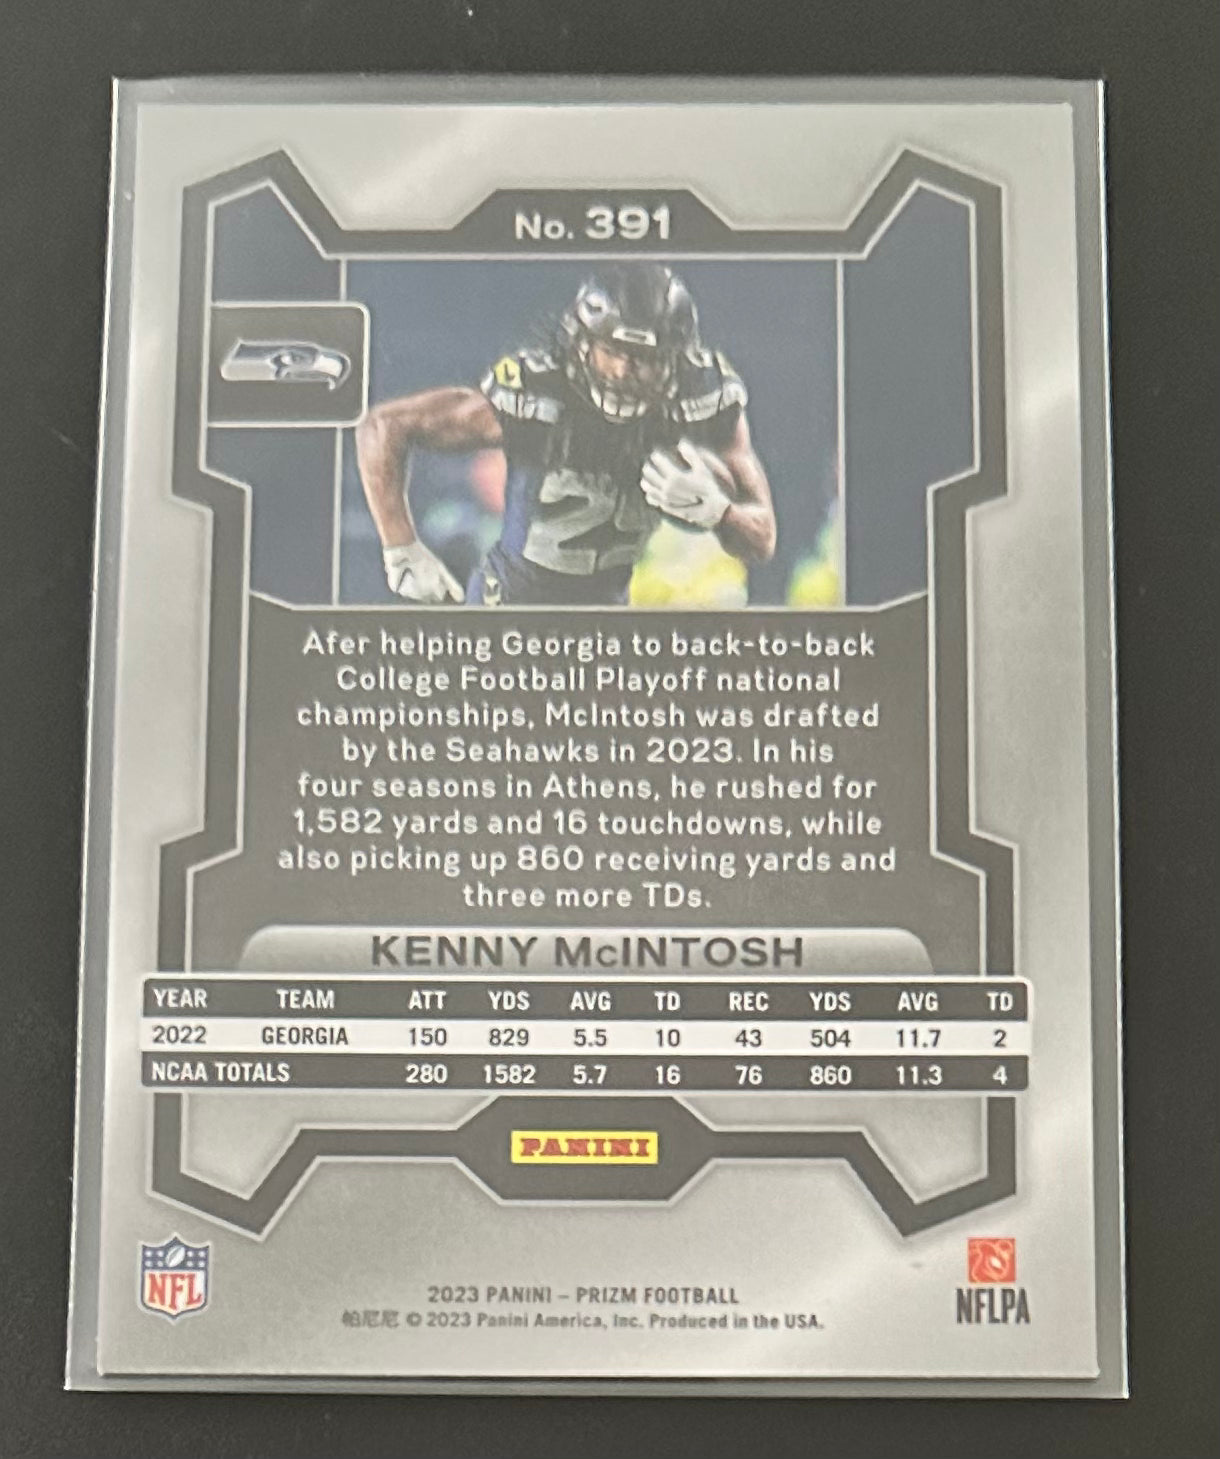 No. 391
Afer helping Georgia to back-to-back
College Football Playoff national
championships, McIntosh was drafted
by the Seahawks in 2023. In his
four seasons in Athens, he rushed for
1,582 yards and 16 touchdowns, while
also picking up 860 receiving yards and
three more TDs.
KENNY McINTOSH
YEAR TEAM ATT YDS AVG TD REC YDS AVG TD
2022 GEORGIA 150 829 5.5 10 43 504 11.7 2
NCAA TOTALS 280 1582 5.7 16 76 860 11.3 4
PANINI
NFL
2023 PANINI – PRIZM FOOTBALL
帕尼尼 © 2023 Panini America, Inc. Produced in the USA.
NFLPA